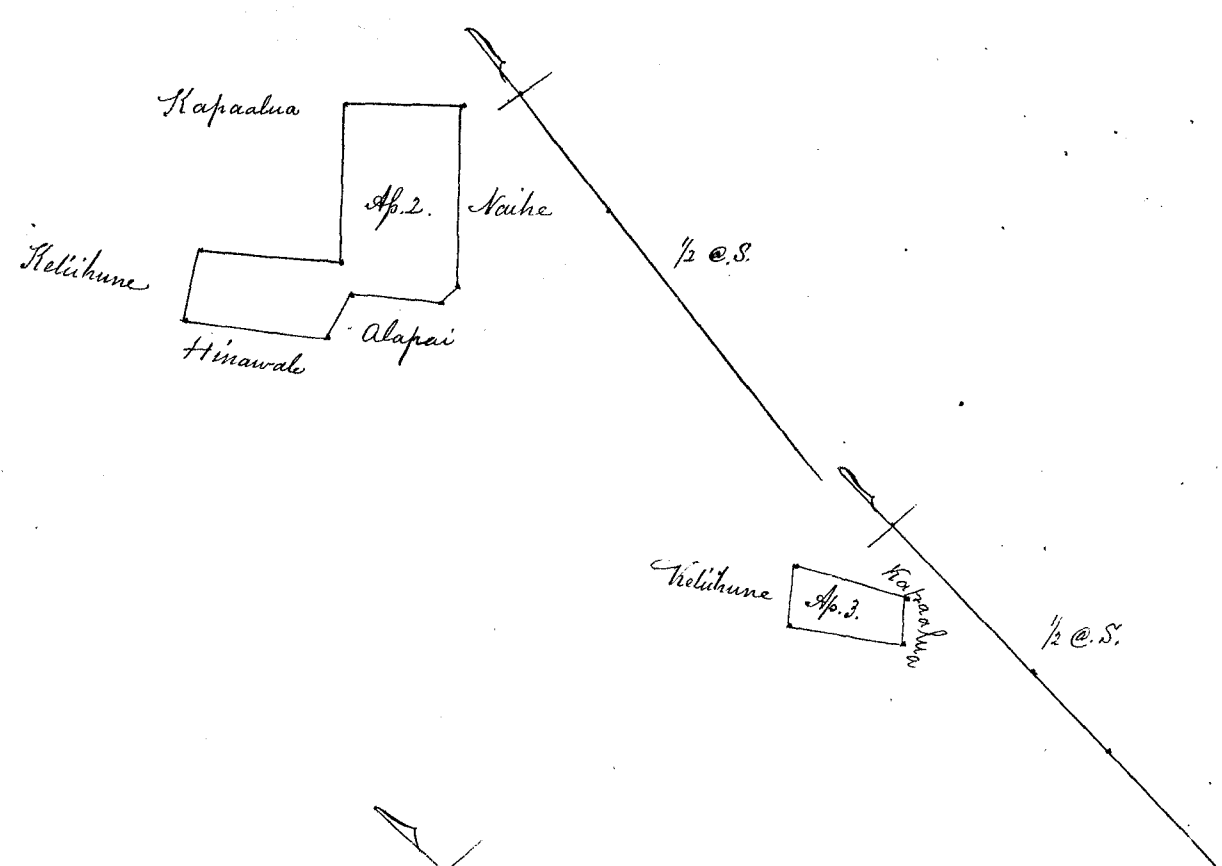 Kapaalua
Ap. 2.
Naihe
Keliihune
Alapai
Hinawale
1/2 @. S.
Keliihune
Ap. 3.
Kapaalua
1/2 @. S.